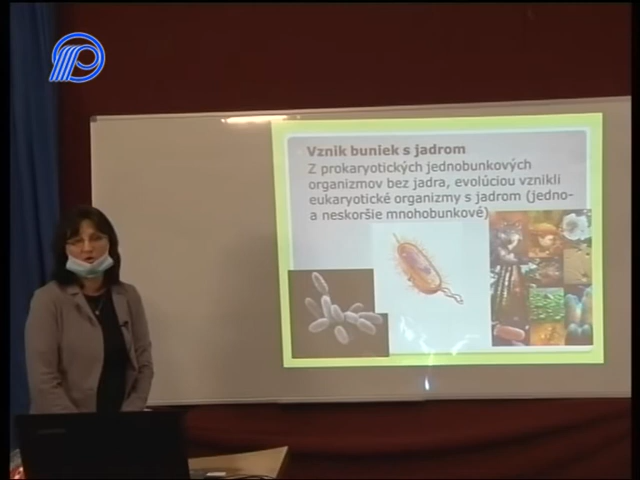 Vznik buniek s jadrom
Z prokaryotických jednobunkových
organizmov bez jadra, evolúciou vznikli
eukaryotické organizmy s jadrom (jedno-
a neskoršie mnohobunkové)